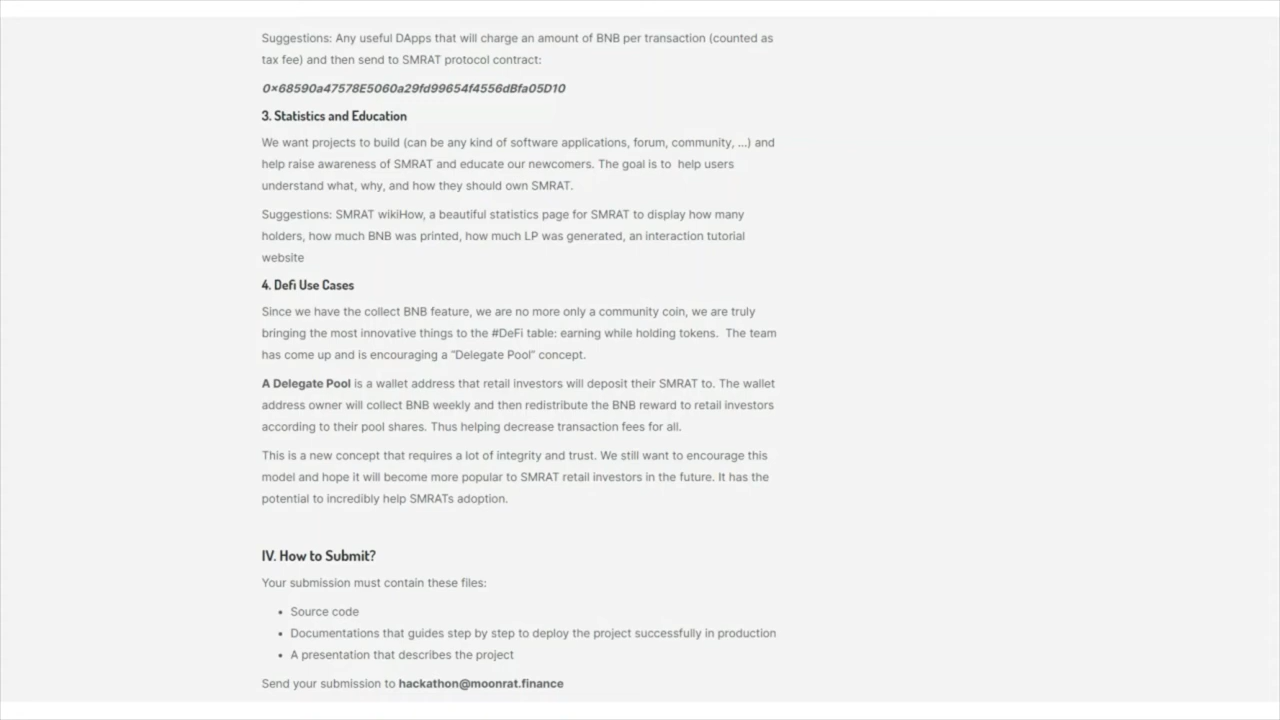 Suggestions: Any useful DApps that will charge an amount of BNB per transaction (counted as
tax fee) and then send to SMRAT protocol contract:
0×68590a47578E5060a29fd99654f4556dBfa05D10
3. Statistics and Education
We want projects to build (can be any kind of software applications, forum, community, ...) and
help raise awareness of SMRAT and educate our newcomers. The goal is to  help users
understand what, why, and how they should own SMRAT.
Suggestions: SMRAT wikiHow, a beautiful statistics page for SMRAT to display how many
holders, how much BNB was printed, how much LP was generated, an interaction tutorial
website
4. Defi Use Cases
Since we have the collect BNB feature, we are no more only a community coin, we are truly
bringing the most innovative things to the #DeFi table: earning while holding tokens.  The team
has come up and is encouraging a “Delegate Pool” concept.
A Delegate Pool is a wallet address that retail investors will deposit their SMRAT to. The wallet
address owner will collect BNB weekly and then redistribute the BNB reward to retail investors
according to their pool shares. Thus helping decrease transaction fees for all.
This is a new concept that requires a lot of integrity and trust. We still want to encourage this
model and hope it will become more popular to SMRAT retail investors in the future. It has the
potential to incredibly help SMRATs adoption.
IV. How to Submit?
Your submission must contain these files:
• Source code
• Documentations that guides step by step to deploy the project successfully in production
• A presentation that describes the project
Send your submission to hackathon@moonrat.finance